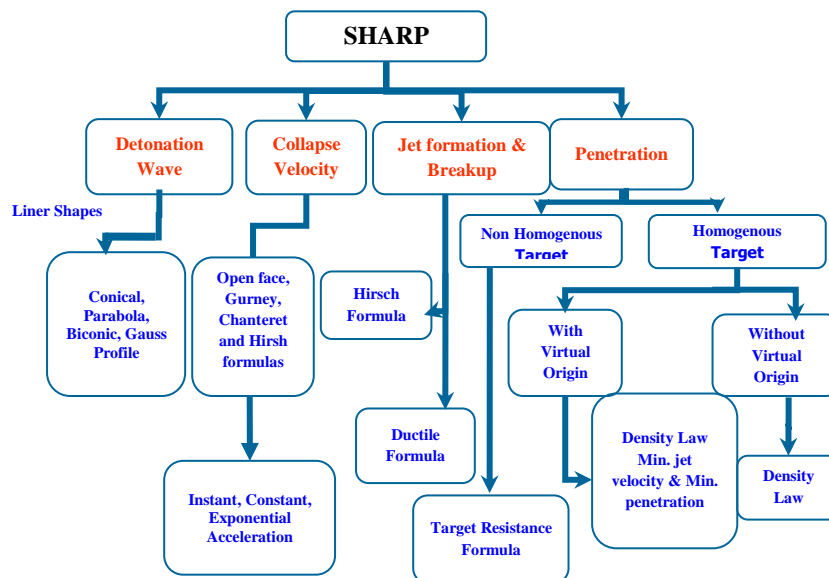 SHARP
Detonation
Wave
Collapse
Velocity
Jet formation &
Breakup
Penetration
Liner Shapes
Non Homogenous
Target
Homogenous
Target
Conical,
Parabola,
Biconic, Gauss
Profile
Open face,
Gurney,
Chanteret
and Hirsh
formulas
Hirsch
Formula
With
Virtual
Origin
Without
Virtual
Origin
Ductile
Formula
Density Law
Min. jet
velocity & Min.
penetration
Density
Law
Instant, Constant,
Exponential
Acceleration
Target Resistance
Formula